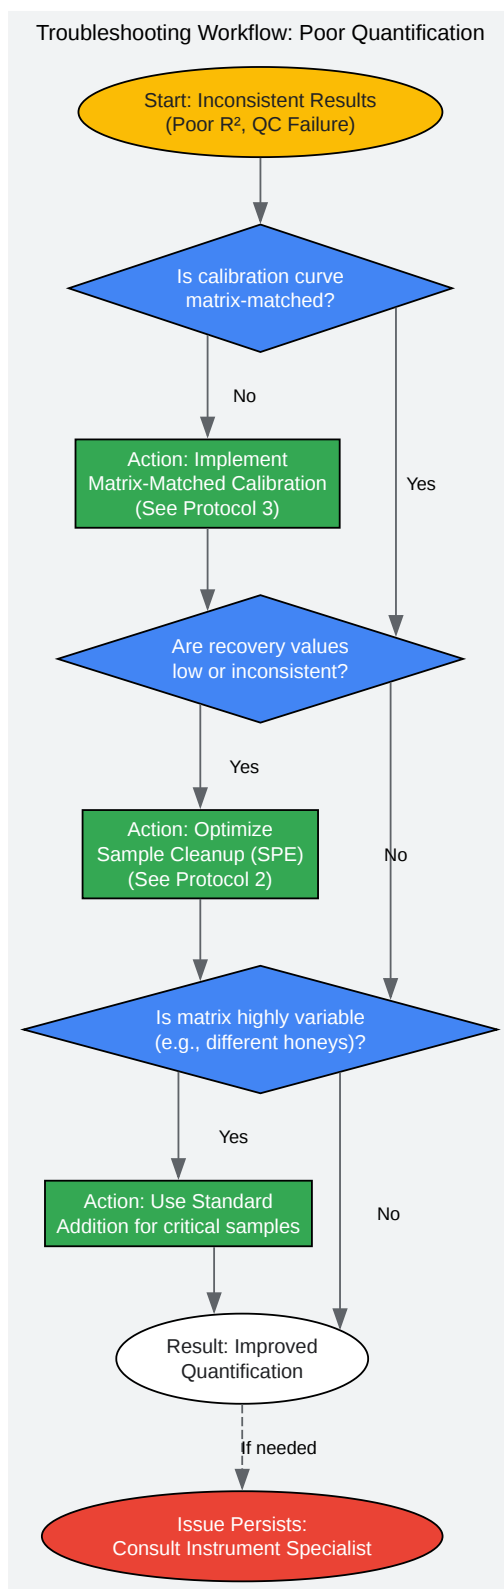 Troubleshooting Workflow: Poor Quantification
Start: Inconsistent Results
(Poor R², QC Failure)
Is calibration curve
matrix-matched?
No
Action: Implement
Matrix-Matched Calibration
(See Protocol 3)
Yes
Are recovery values
low or inconsistent?
Yes
Action: Optimize
Sample Cleanup (SPE)
(See Protocol 2)
No
Is matrix highly variable
(e.g., different honeys)?
Yes
Action: Use Standard
Addition for critical samples
No
Result: Improved
Quantification
If needed
Issue Persists:
Consult Instrument Specialist